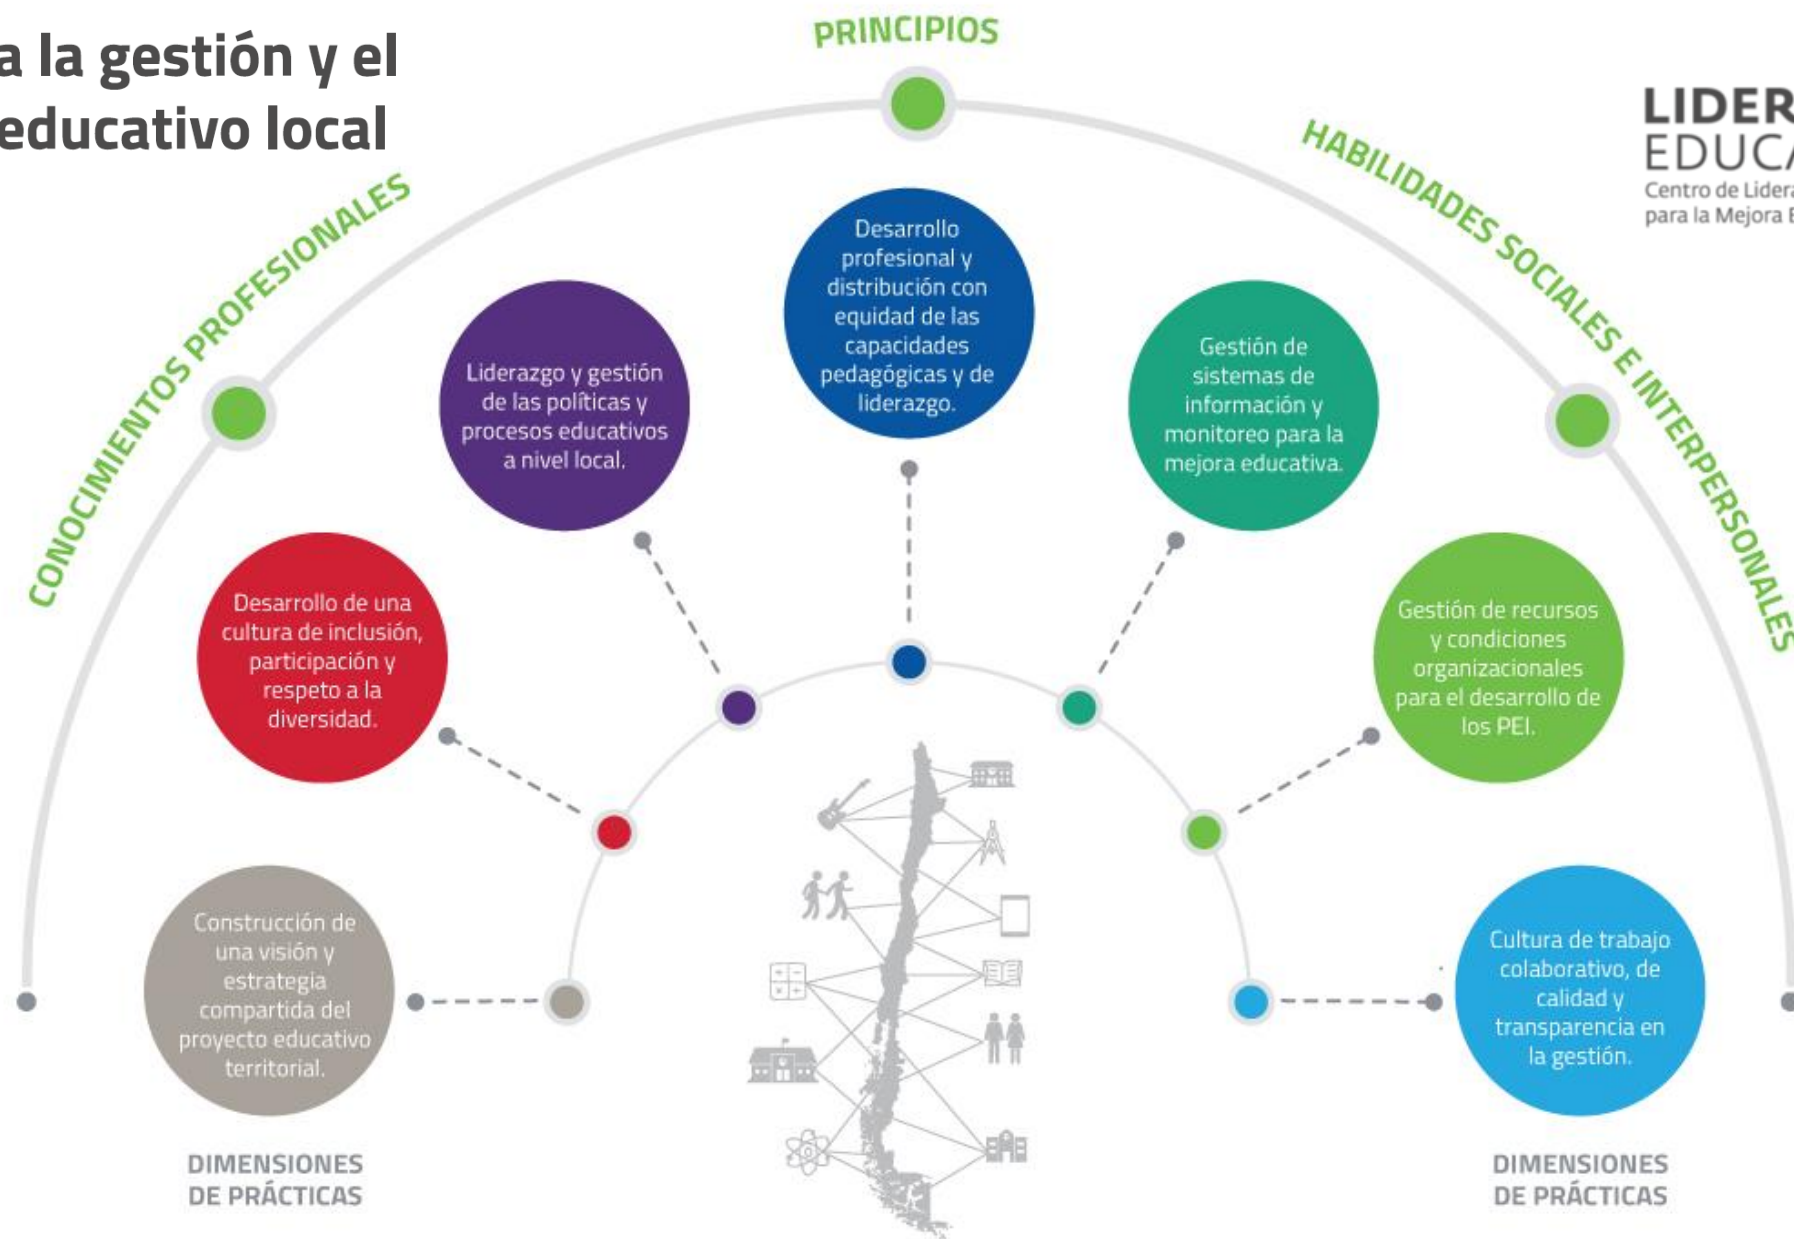 a la gestión y el
educativo local
PRINCIPIOS
CONOCIMIENTOS PROFESIONALES
HABILIDADES SOCIALES E INTERPERSONALES
LIDER
EDUCA
Centro de Lidera
para la Mejora E
Construcción de
una visión y
estrategia
compartida del
proyecto educativo
territorial.
Desarrollo de una
cultura de inclusión,
participación y
respeto a la
diversidad.
Liderazgo y gestión
de las políticas y
procesos educativos
a nivel local.
Desarrollo
profesional y
distribución con
equidad de las
capacidades
pedagógicas y de
liderazgo.
Gestión de
sistemas de
información y
monitoreo para la
mejora educativa.
Gestión de recursos
y condiciones
organizacionales
para el desarrollo de
los PEI.
Cultura de trabajo
colaborativo, de
calidad y
transparencia en
la gestión.
DIMENSIONES
DE PRÁCTICAS
DIMENSIONES
DE PRÁCTICAS